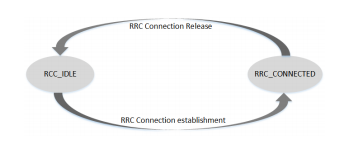 RRC Connection Release
RCC_IDLE
RRC_CONNECTED
RRC Connection establishment